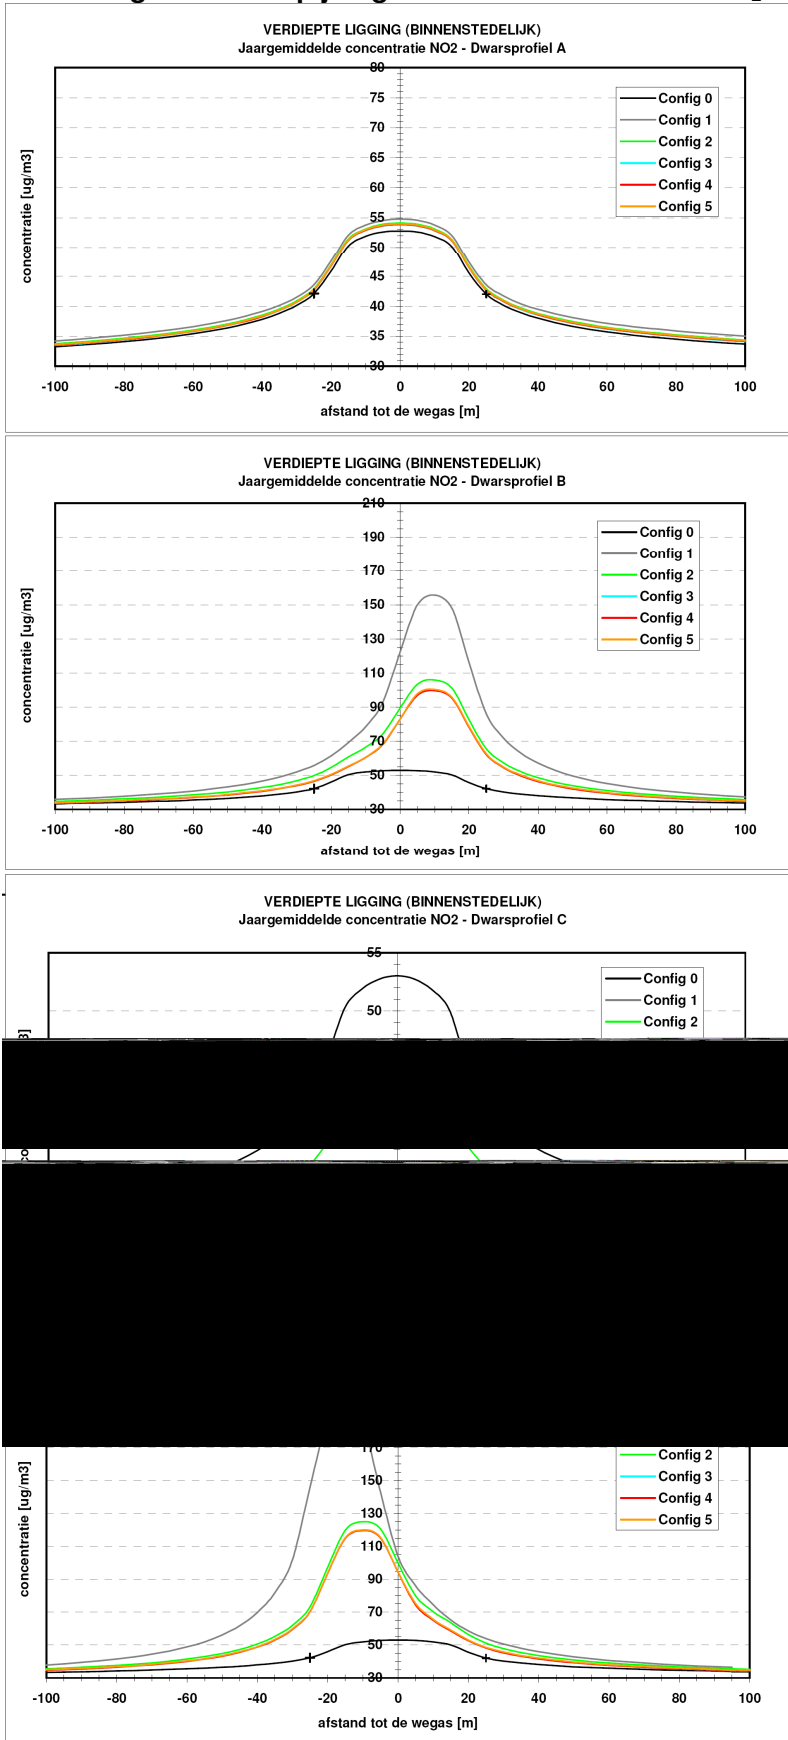 VERDIEPTE LIGGING (BINNENSTEDELIJK)
Jaargemiddelde concentratie NO2 - Dwarsprofiel A
80
75
70
65
60
55
50
45
40
35
30
concentratie [ug/m3]
Config 0
Config 1
Config 2
Config 3
Config 4
Config 5
-100 -80 -60 -40 -20 0 20 40 60 80 100
afstand tot de wegas [m]
VERDIEPTE LIGGING (BINNENSTEDELIJK)
Jaargemiddelde concentratie NO2 - Dwarsprofiel B
210
190
170
150
130
110
90
70
50
30
concentratie [ug/m3]
Config 0
Config 1
Config 2
Config 3
Config 4
Config 5
-100 -80 -60 -40 -20 0 20 40 60 80 100
afstand tot de wegas [m]
VERDIEPTE LIGGING (BINNENSTEDELIJK)
Jaargemiddelde concentratie NO2 - Dwarsprofiel C
55
50
Config 0
Config 1
Config 2
170
150
130
110
90
70
50
30
concentratie [ug/m3]
Config 2
Config 3
Config 4
Config 5
-100 -80 -60 -40 -20 0 20 40 60 80 100
afstand tot de wegas [m]